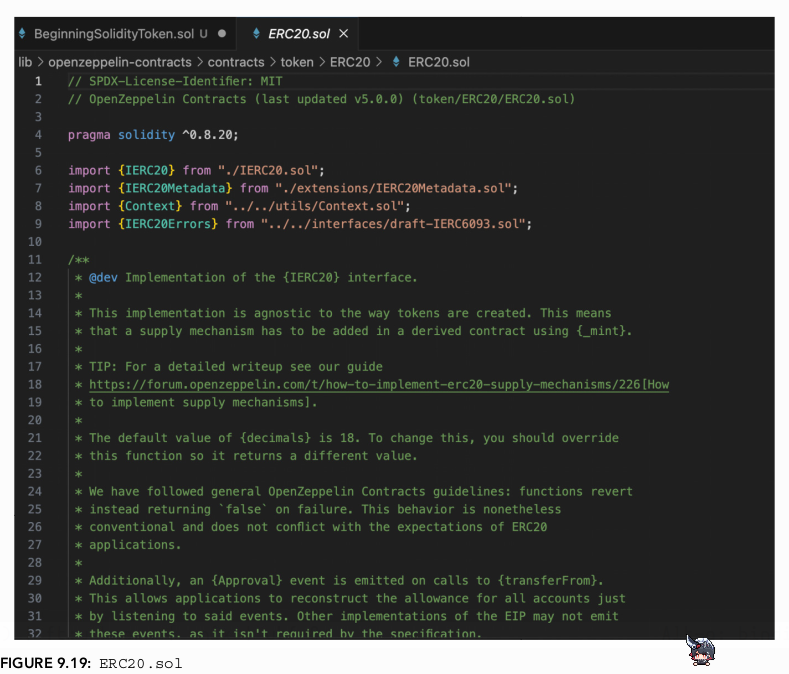 BeginningSolidityToken.sol U ● ERC20.sol ×
lib > openzeppelin-contracts > contracts > token > ERC20 > ERC20.sol
1 // SPDX-License-Identifier: MIT
2 // OpenZeppelin Contracts (last updated v5.0.0) (token/ERC20/ERC20.sol)
3
4 pragma solidity ^0.8.20;
5
6 import {IERC20} from "./IERC20.sol";
7 import {IERC20Metadata} from "./extensions/IERC20Metadata.sol";
8 import {Context} from "../../utils/Context.sol";
9 import {IERC20Errors} from "../../interfaces/draft-IERC6093.sol";
10
11 /**
12 * @dev Implementation of the {IERC20} interface.
13 *
14 * This implementation is agnostic to the way tokens are created. This means
15 * that a supply mechanism has to be added in a derived contract using {_mint}.
16 *
17 * TIP: For a detailed writeup see our guide
18 * https://forum.openzeppelin.com/t/how-to-implement-erc20-supply-mechanisms/226[How
19 * to implement supply mechanisms].
20 *
21 * The default value of {decimals} is 18. To change this, you should override
22 * this function so it returns a different value.
23 *
24 * We have followed general OpenZeppelin Contracts guidelines: functions revert
25 * instead returning `false` on failure. This behavior is nonetheless
26 * conventional and does not conflict with the expectations of ERC20
27 * applications.
28 *
29 * Additionally, an {Approval} event is emitted on calls to {transferFrom}.
30 * This allows applications to reconstruct the allowance for all accounts just
31 * by listening to said events. Other implementations of the EIP may not emit
32 * these events, as it isn't required by the specification.
FIGURE 9.19: ERC20.sol